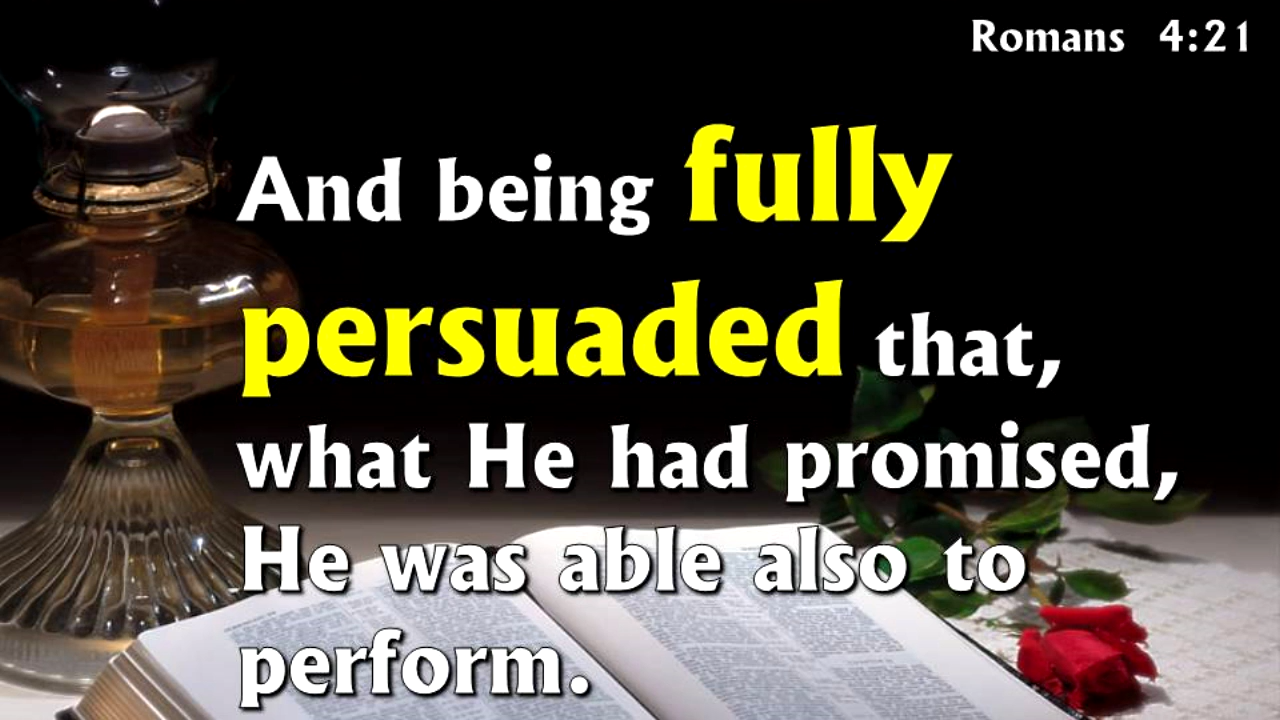 Romans 4:21
And being fully
persuaded that,
what He had promised,
He was able also to
perform.